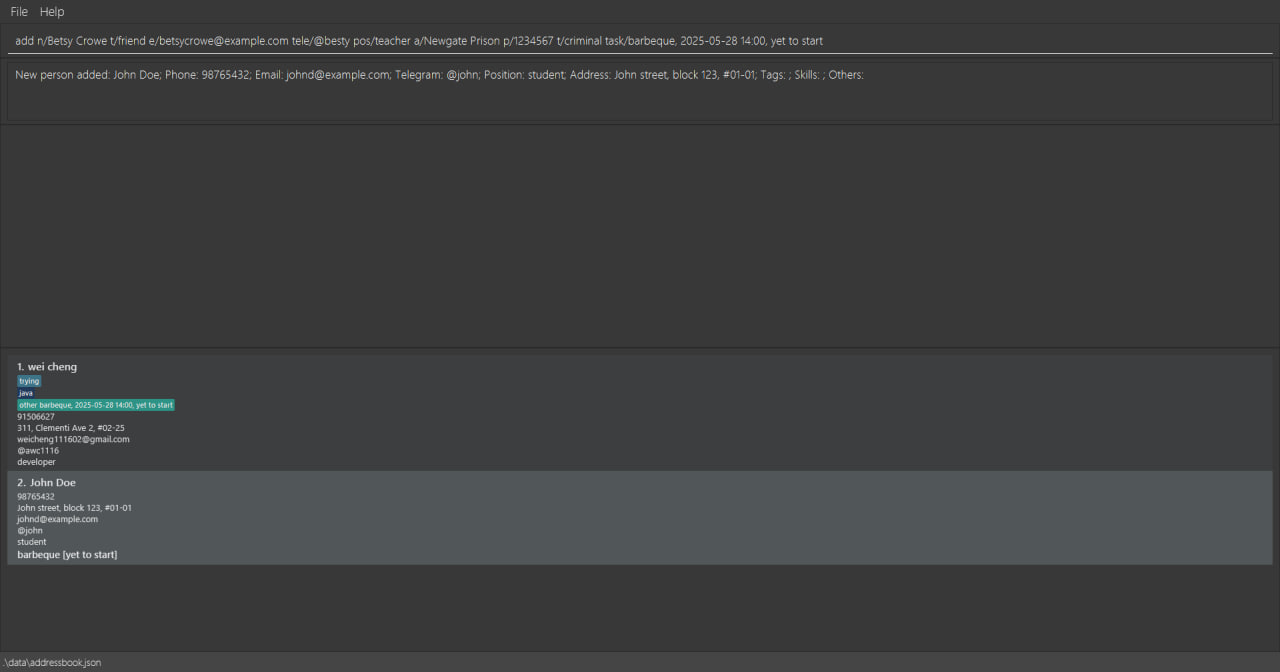 File Help
add n/Betsy Crowe t/friend e/betsycrowe@example.com tele/@besty pos/teacher a/Newgate Prison p/1234567 t/criminal task/barbeque, 2025-05-28 14:00, yet to start
New person added: John Doe; Phone: 98765432; Email: johnd@example.com; Telegram: @john; Position: student; Address: John street, block 123, #01-01; Tags: ; Skills: ; Others:
1. wei cheng
trying
java
other barbeque, 2025-05-28 14:00, yet to start
91506627
311, Clementi Ave 2, #02-25
weicheng111602@gmail.com
@awc1116
developer
2. John Doe
98765432
John street, block 123, #01-01
johnd@example.com
@john
student
barbeque [yet to start]
.\data\addressbook.json